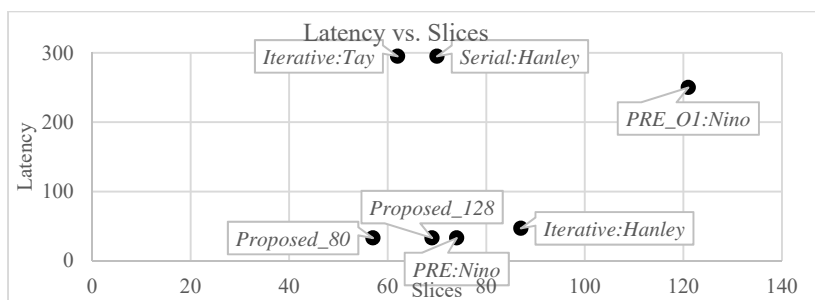 Latency vs. Slices
300
Iterative:Tay
Serial:Hanley
PRE_O1:Nino
200
Latency
100
Proposed_128
Iterative:Hanley
Proposed_80
PRE:Nino
0
0 20 40 60 80 100 120 140
Slices